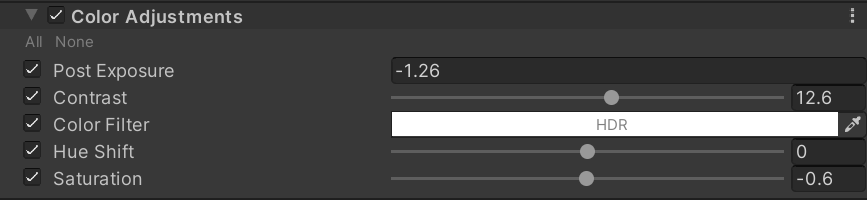 Color Adjustments
All None
Post Exposure -1.26
Contrast 12.6
Color Filter HDR
Hue Shift 0
Saturation -0.6